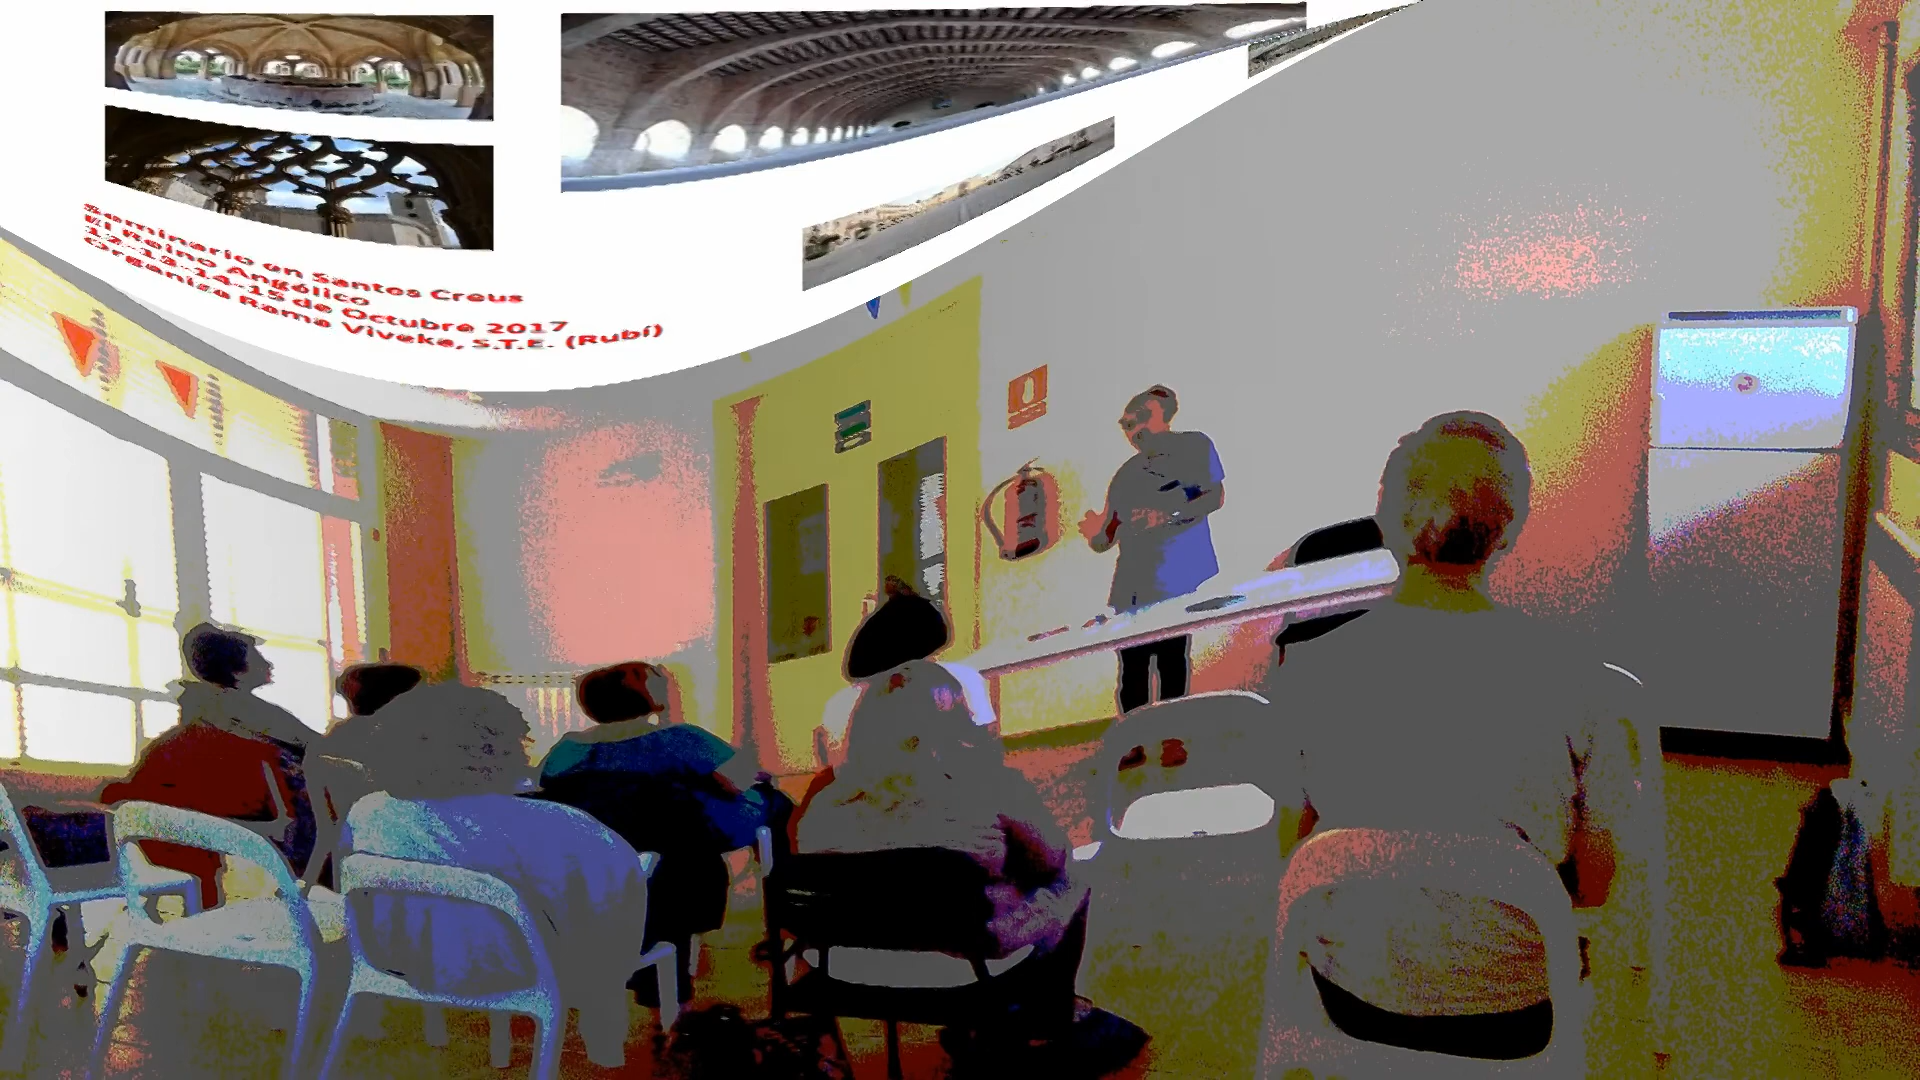 Seminario en Santes Creus
El Reino Angélico
12-13-14-15 de Octubre 2017
Organiza Rama Viveka, S.T.E. (Rubí)